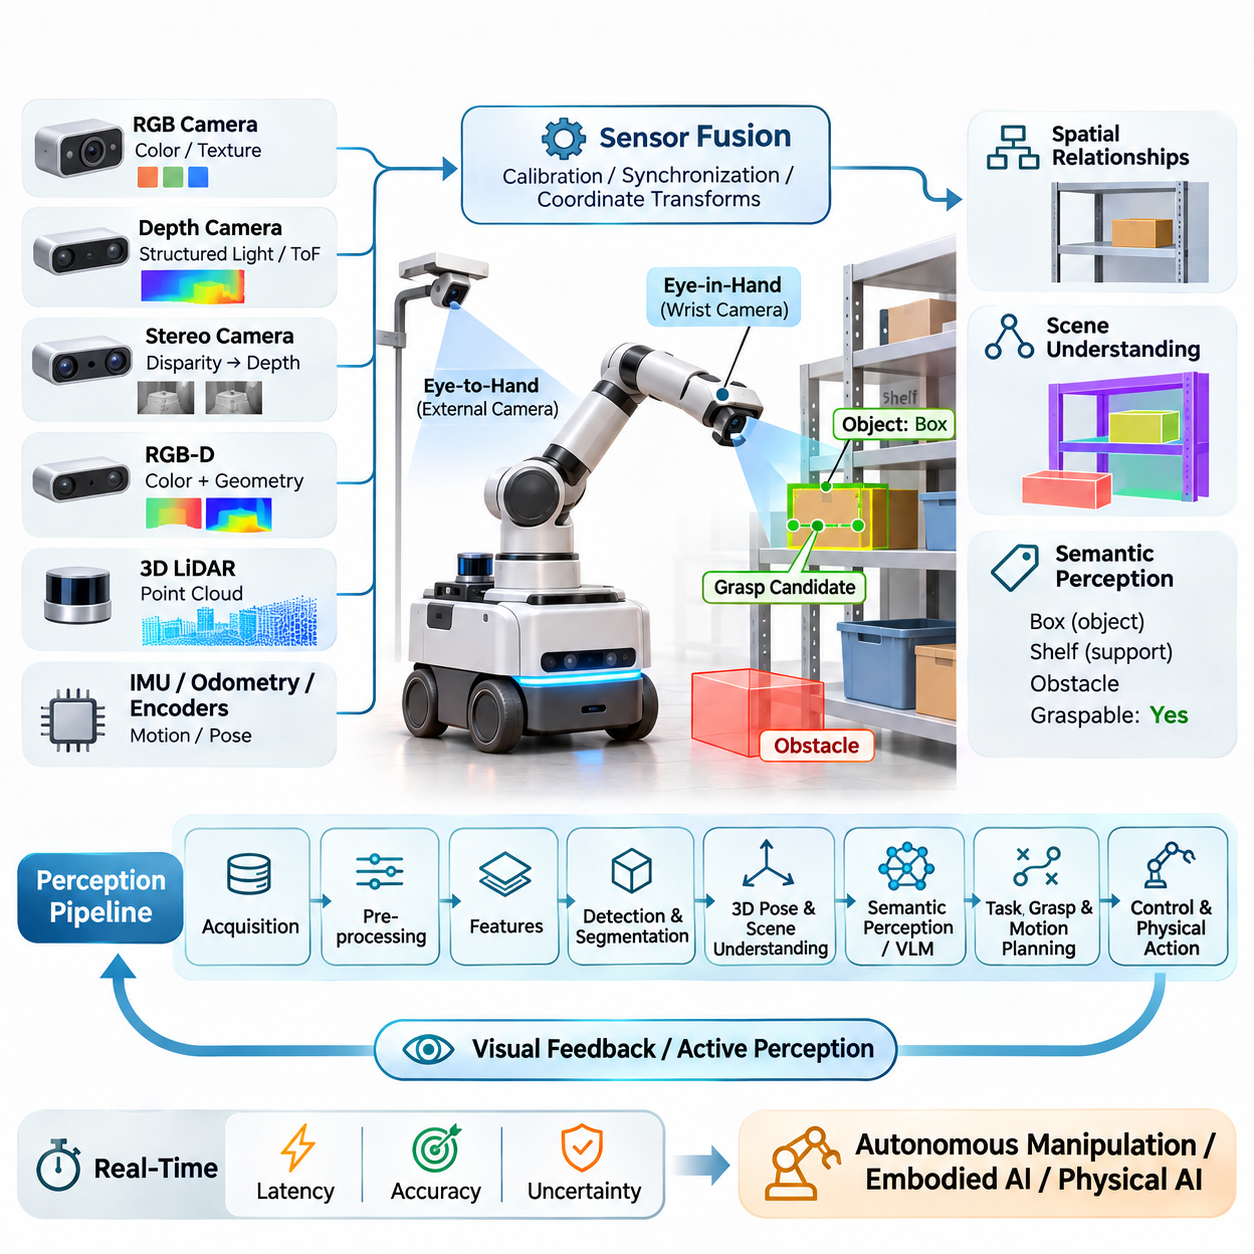 RGB Camera
Color / Texture
Depth Camera
Structured Light / ToF
Stereo Camera
Disparity → Depth
RGB-D
Color + Geometry
3D LiDAR
Point Cloud
IMU / Odometry /
Encoders
Motion / Pose
Sensor Fusion
Calibration / Synchronization /
Coordinate Transforms
Eye-to-Hand
(External Camera)
Eye-in-Hand
(Wrist Camera)
Shelf
Object: Box
Grasp Candidate
Obstacle
Spatial
Relationships
Scene
Understanding
Semantic
Perception
Box (object)
Shelf (support)
Obstacle
Graspable: Yes
Perception
Pipeline
Acquisition
Pre-
processing
Features
Detection &
Segmentation
3D Pose &
Scene
Understanding
Semantic
Perception
/ VLM
Task, Grasp &
Motion
Planning
Control &
Physical
Action
Visual Feedback / Active Perception
Real-Time
Latency
Accuracy
Uncertainty
Autonomous Manipulation /
Embodied AI / Physical AI